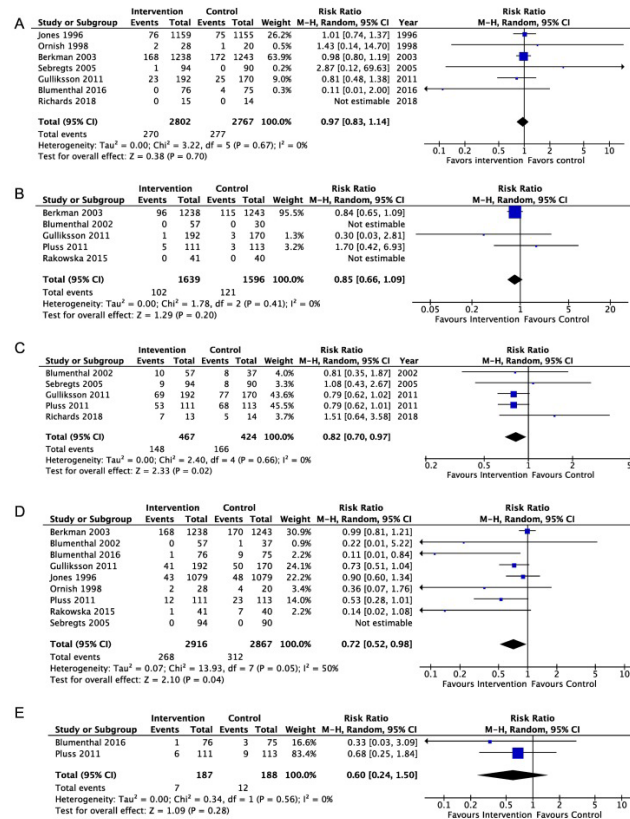 A
Intervention Control Risk Ratio Risk Ratio
Study or Subgroup Events Total Events Total Weight M-H, Random, 95% CI Year M-H, Random, 95% CI
Jones 1996 76 1159 75 1155 26.2% 1.01 [0.74, 1.37] 1996
Ornish 1998 2 28 1 20 0.5% 1.43 [0.14, 14.70] 1998
Berkman 2003 168 1238 172 1243 63.9% 0.98 [0.80, 1.19] 2003
Sebregts 2005 1 94 0 90 0.2% 2.87 [0.12, 69.63] 2005
Gulliksson 2011 23 192 25 170 9.0% 0.81 [0.48, 1.38] 2011
Blumenthal 2016 0 76 4 75 0.3% 0.11 [0.01, 2.00] 2016
Richards 2018 0 15 0 14 Not estimable 2018
Total (95% CI) 2802 2767 100.0% 0.97 [0.83, 1.14]
Total events 270 277
Heterogeneity: Tau² = 0.00; Chi² = 3.22, df = 5 (P = 0.67); I² = 0%
Test for overall effect: Z = 0.38 (P = 0.70)
0.1 0.2 0.5 1 2 5 10
Favors intervention Favors control
B
Intervention Control Risk Ratio Risk Ratio
Study or Subgroup Events Total Events Total Weight M-H, Random, 95% CI M-H, Random, 95% CI
Berkman 2003 96 1238 115 1243 95.5% 0.84 [0.65, 1.09]
Blumenthal 2002 0 57 0 30 Not estimable
Gulliksson 2011 1 192 3 170 1.3% 0.30 [0.03, 2.81]
Pluss 2011 5 111 3 113 3.2% 1.70 [0.42, 6.93]
Rakowska 2015 0 41 0 40 Not estimable
Total (95% CI) 1639 1596 100.0% 0.85 [0.66, 1.09]
Total events 102 121
Heterogeneity: Tau² = 0.00; Chi² = 1.78, df = 2 (P = 0.41); I² = 0%
Test for overall effect: Z = 1.29 (P = 0.20)
0.05 0.2 1 5 20
Favours Intervention Favours Control
C
Intervention Control Risk Ratio Risk Ratio
Study or Subgroup Events Total Events Total Weight M-H, Random, 95% CI Year M-H, Random, 95% CI
Blumenthal 2002 10 57 8 37 4.0% 0.81 [0.35, 1.87] 2002
Sebregts 2005 9 94 8 90 3.3% 1.08 [0.43, 2.67] 2005
Gulliksson 2011 69 192 77 170 43.6% 0.79 [0.62, 1.02] 2011
Pluss 2011 53 111 68 113 45.4% 0.79 [0.62, 1.01] 2011
Richards 2018 7 13 5 14 3.7% 1.51 [0.64, 3.58] 2018
Total (95% CI) 467 424 100.0% 0.82 [0.70, 0.97]
Total events 148 166
Heterogeneity: Tau² = 0.00; Chi² = 2.40, df = 4 (P = 0.66); I² = 0%
Test for overall effect: Z = 2.33 (P = 0.02)
0.2 0.5 1 2 5
Favours Intervention Favours Control
D
Intervention Control Risk Ratio Risk Ratio
Study or Subgroup Events Total Events Total Weight M-H, Random, 95% CI M-H, Random, 95% CI
Berkman 2003 168 1238 170 1243 30.9% 0.99 [0.81, 1.21]
Blumenthal 2002 0 57 1 37 0.9% 0.22 [0.01, 5.22]
Blumenthal 2016 1 76 9 75 2.2% 0.11 [0.01, 0.84]
Gulliksson 2011 41 192 50 170 24.1% 0.73 [0.51, 1.04]
Jones 1996 43 1079 48 1079 22.2% 0.90 [0.60, 1.34]
Ornish 1998 2 28 4 20 3.5% 0.36 [0.07, 1.76]
Pluss 2011 12 111 23 113 14.0% 0.53 [0.28, 1.01]
Rakowska 2015 1 41 7 40 2.2% 0.14 [0.02, 1.08]
Sebregts 2005 0 94 0 90 Not estimable
Total (95% CI) 2916 2867 100.0% 0.72 [0.52, 0.98]
Total events 268 312
Heterogeneity: Tau² = 0.07; Chi² = 13.93, df = 7 (P = 0.05); I² = 50%
Test for overall effect: Z = 2.10 (P = 0.04)
0.1 0.2 0.5 1 2 5 10
Favours Intervention Favours Control
E
Intervention Control Risk Ratio Risk Ratio
Study or Subgroup Events Total Events Total Weight M-H, Random, 95% CI M-H, Random, 95% CI
Blumenthal 2016 1 76 3 75 16.6% 0.33 [0.03, 3.09]
Pluss 2011 6 111 9 113 83.4% 0.68 [0.25, 1.84]
Total (95% CI) 187 188 100.0% 0.60 [0.24, 1.50]
Total events 7 12
Heterogeneity: Tau² = 0.00; Chi² = 0.34, df = 1 (P = 0.56); I² = 0%
Test for overall effect: Z = 1.09 (P = 0.28)
0.1 0.2 0.5 1 2 5 10
Favours Intervention Favours Control